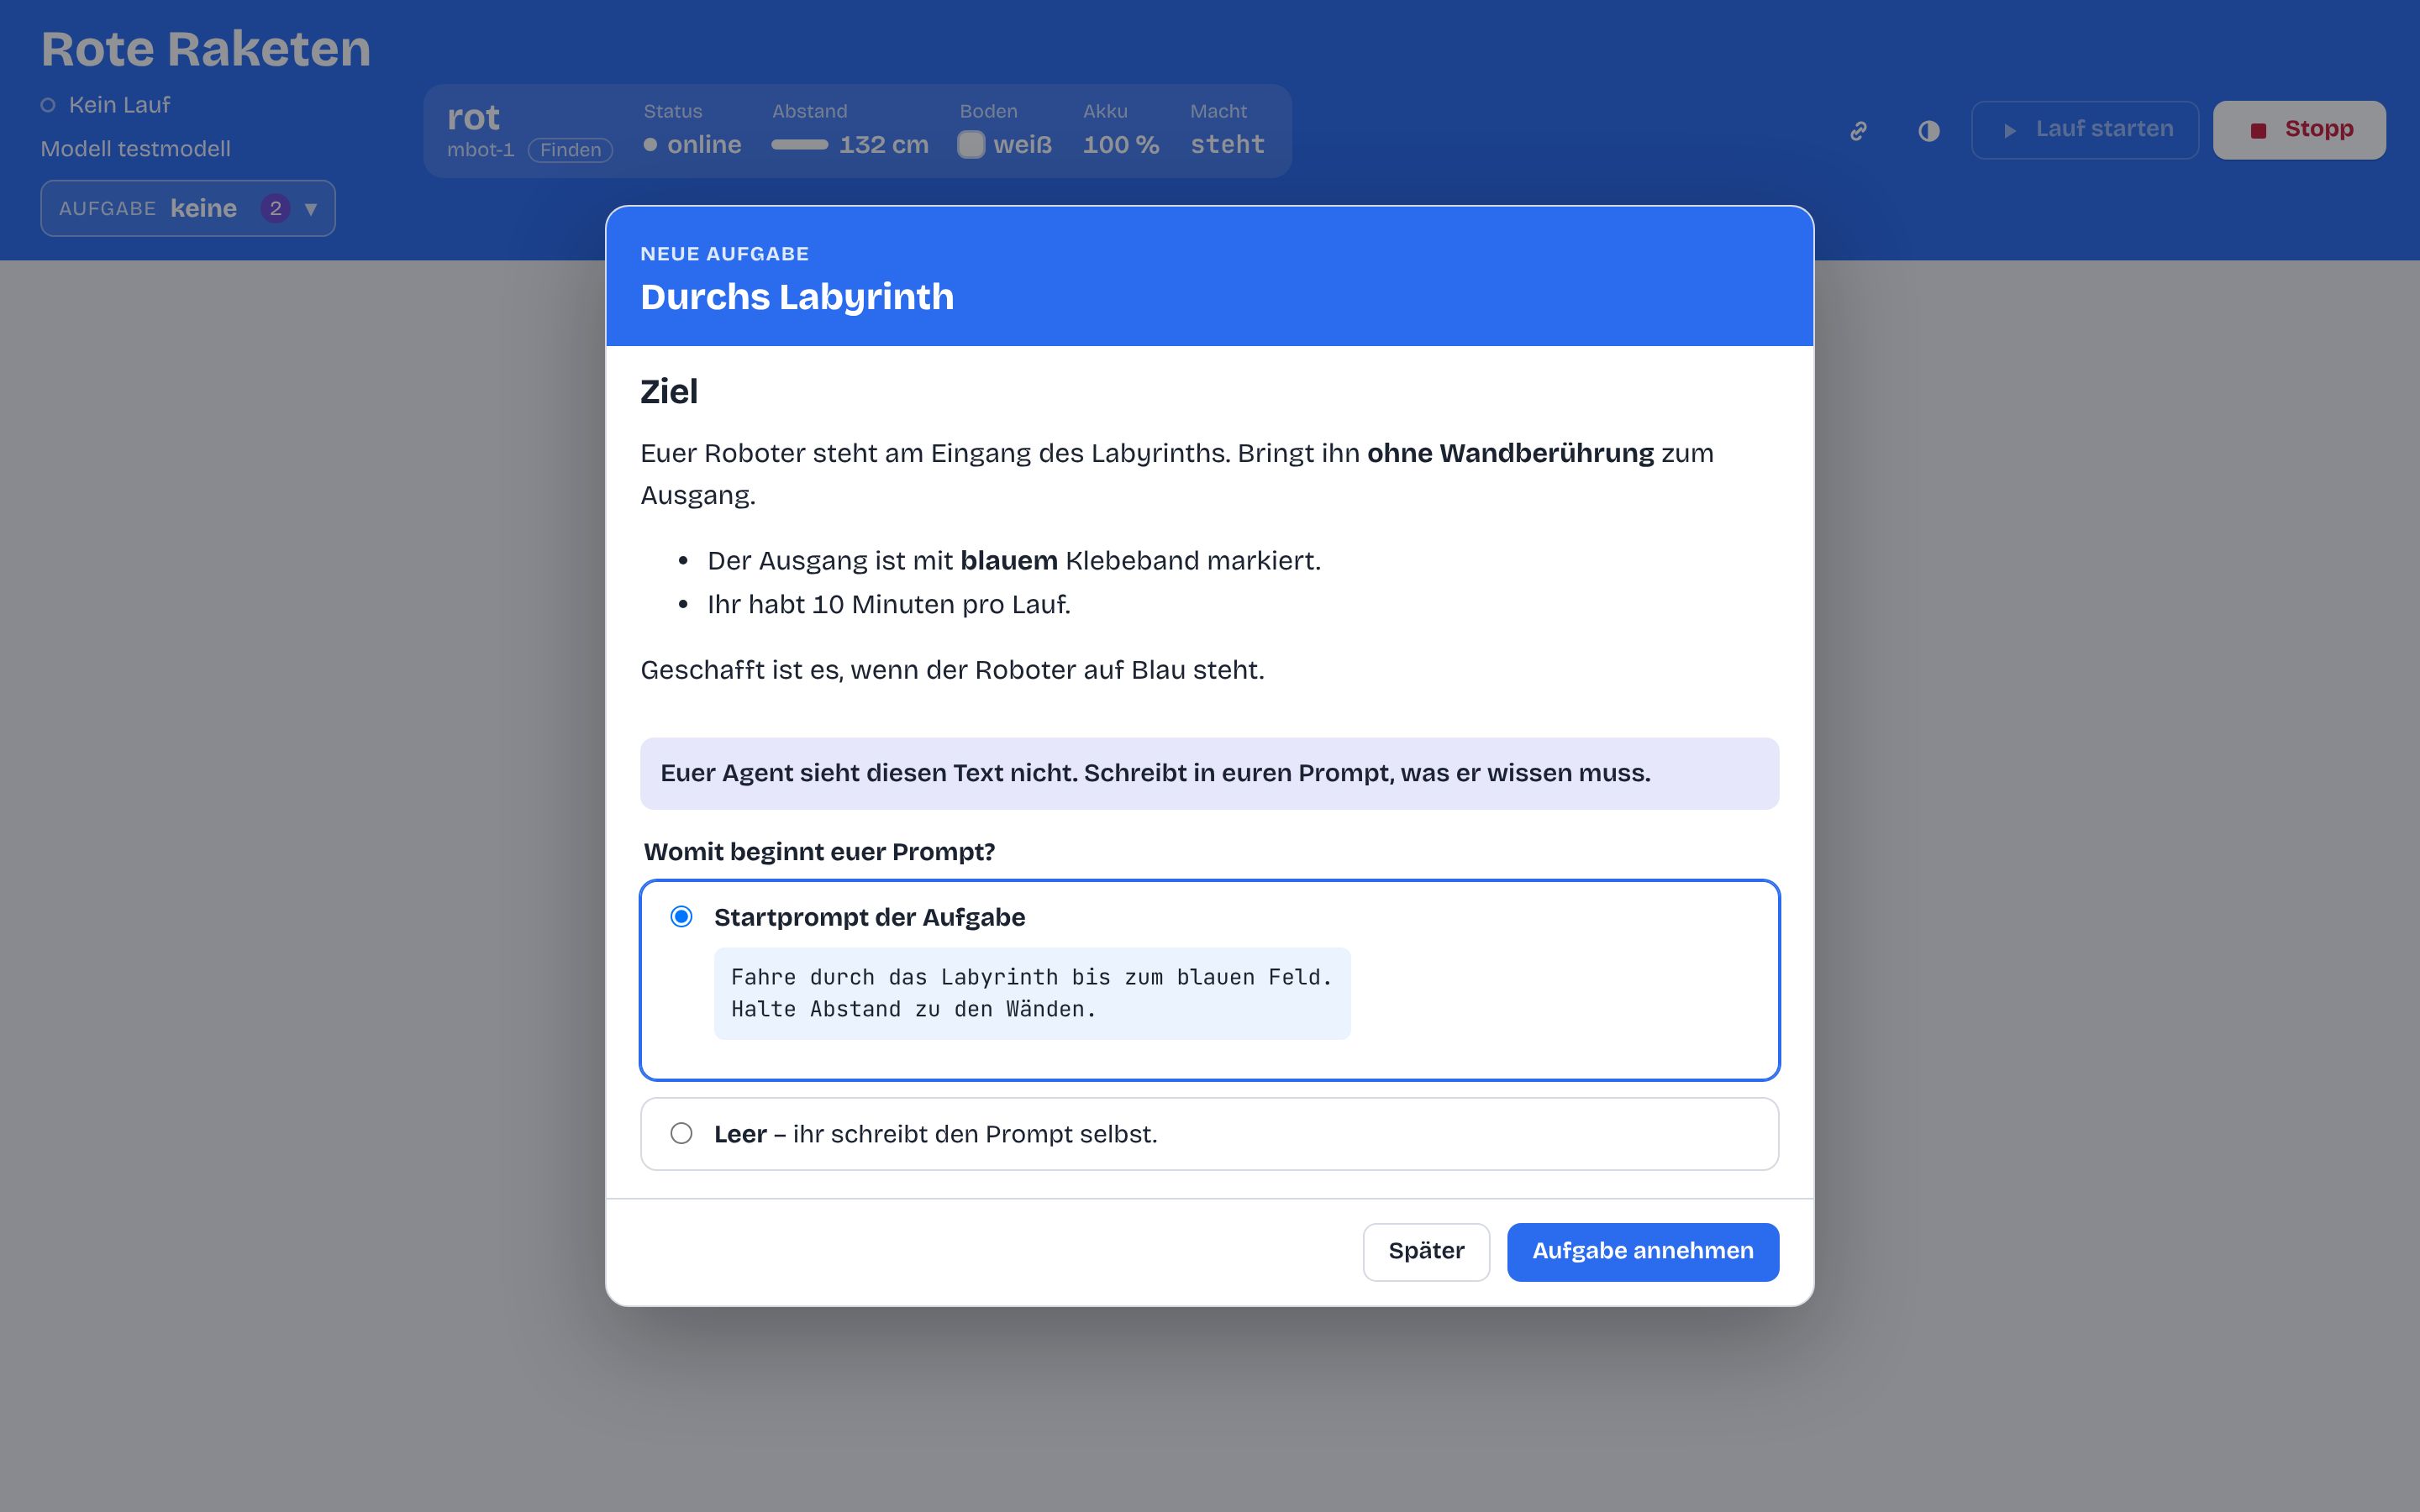 Rote Raketen
Kein Lauf
Modell testmodell
AUFGABE keine 2 ▼
rot
mbot-1 Finden
Status
online
Abstand
132 cm
Boden
weiß
Akku
100 %
Macht
steht
Lauf starten
Stopp
NEUE AUFGABE
Durchs Labyrinth
Ziel
Euer Roboter steht am Eingang des Labyrinths. Bringt ihn ohne Wandberührung zum
Ausgang.
• Der Ausgang ist mit blauem Klebeband markiert.
• Ihr habt 10 Minuten pro Lauf.
Geschafft ist es, wenn der Roboter auf Blau steht.
Euer Agent sieht diesen Text nicht. Schreibt in euren Prompt, was er wissen muss.
Womit beginnt euer Prompt?
Startprompt der Aufgabe
Fahre durch das Labyrinth bis zum blauen Feld.
Halte Abstand zu den Wänden.
Leer – ihr schreibt den Prompt selbst.
Später
Aufgabe annehmen